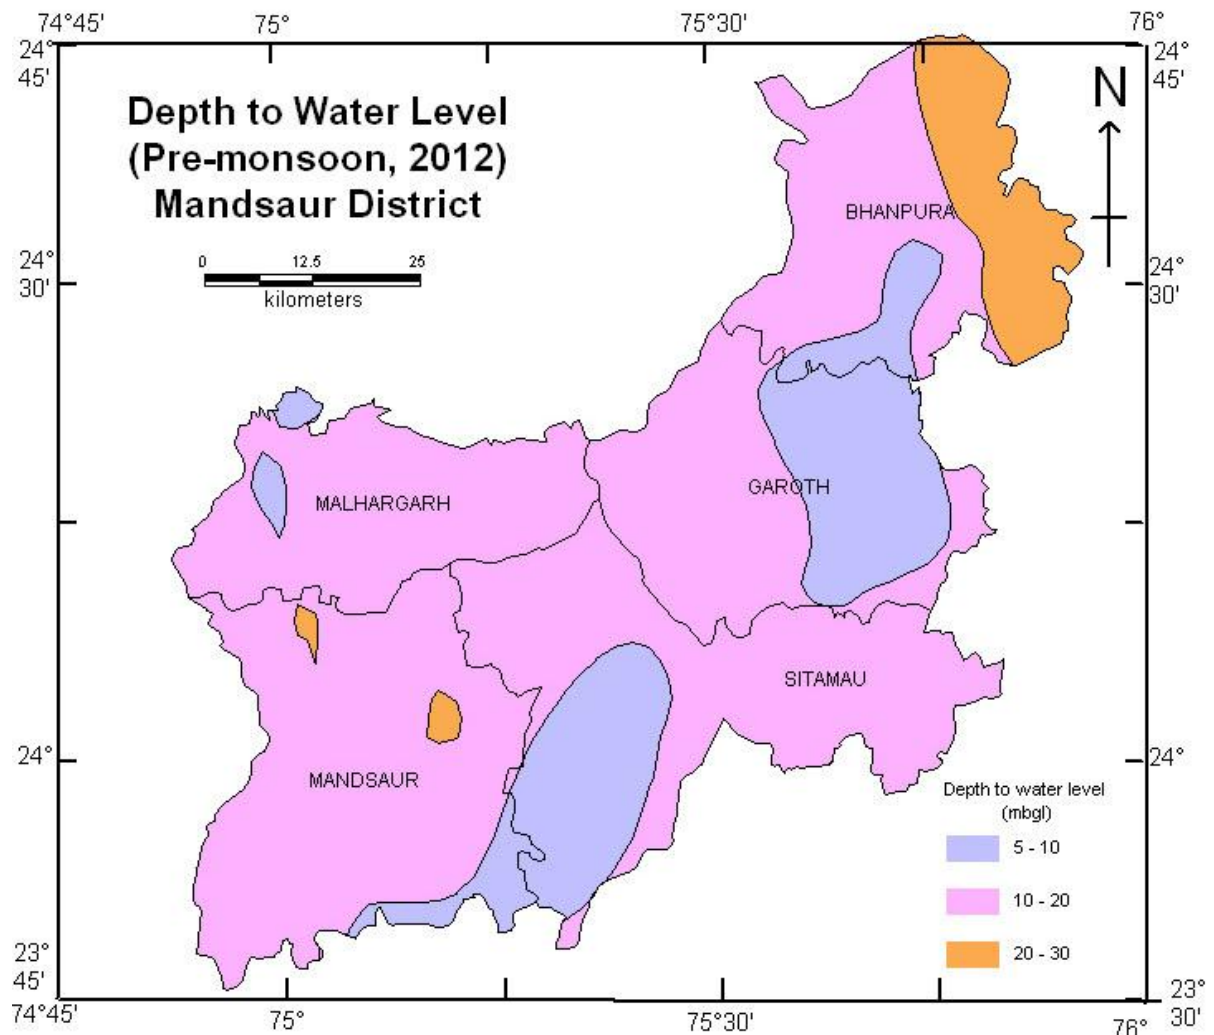 74°45'
75°
75°30'
76°
24°
45'
24°
45'
Depth to Water Level
(Pre-monsoon, 2012)
Mandsaur District
N
0 12.5 25
kilometers
BHANPURA
24°
30'
24°
30'
MALHARGARH
GAROTH
SITAMAU
MANDSAUR
24°
24°
Depth to water level
(mbgl)
5 - 10
10 - 20
20 - 30
23°
45'
23°
30'
74°45'
75°
75°30'
76°